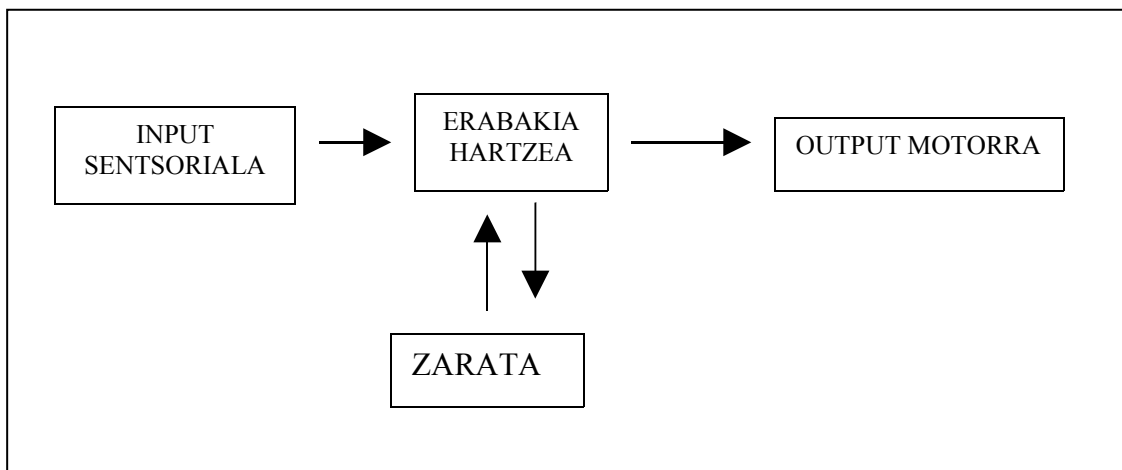 INPUT
SENTSORIALA
ERABAKIA
HARTZEA
OUTPUT MOTORRA
ZARATA